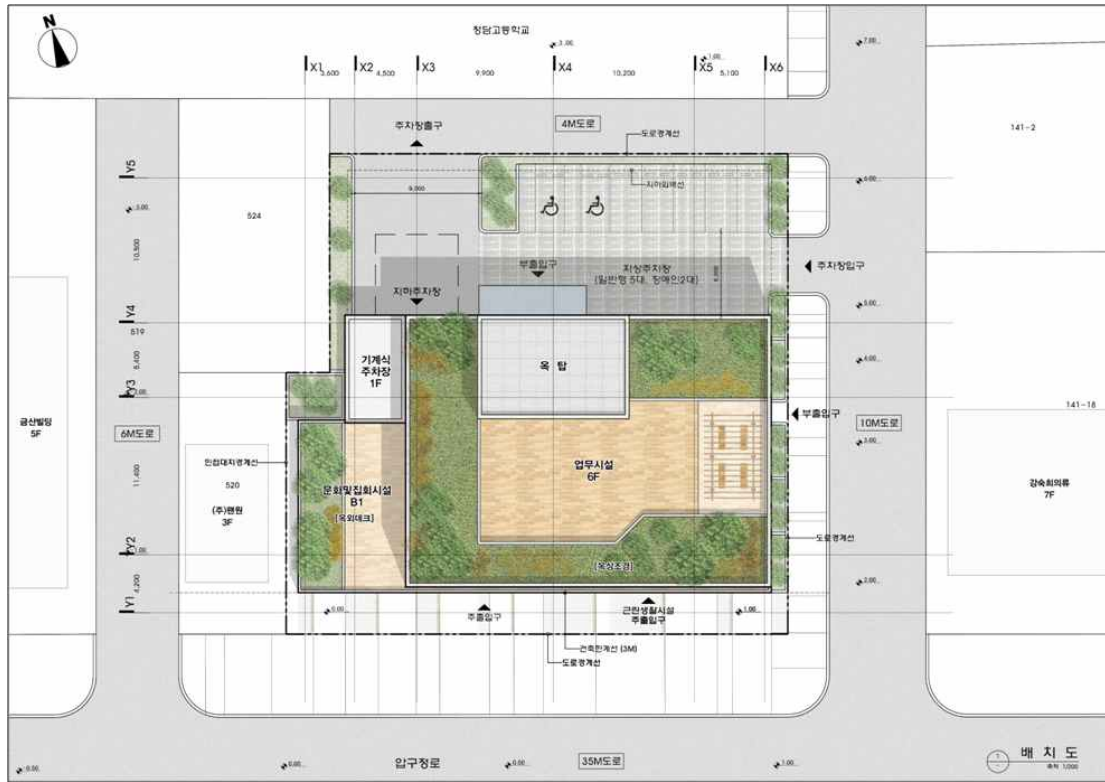 N
청담고등학교
X1
X2
X3
X4
X5
X6
3,600
4,500
9,900
10,200
5,100
주차장출구
4M도로
도로경계선
141-2
Y5
9,000
지하외벽선
524
10,500
부출입구
지상주차장
(일반형 5대, 장애인2대)
주차장입구
지하주차장
Y4
519
기계식
주차장
1F
옥 탑
Y3
141-18
금산빌딩
5F
6M도로
부출입구
10M도로
인접대지경계선
업무시설
6F
11,400
520
(주)팬원
3F
문화및집회시설
B1
[옥외데크]
강숙희의류
7F
도로경계선
Y2
[옥상조경]
4,200
Y1
주출입구
근린생활시설
주출입구
건축한계선 (3M)
도로경계선
압구정로
35M도로
배 치 도